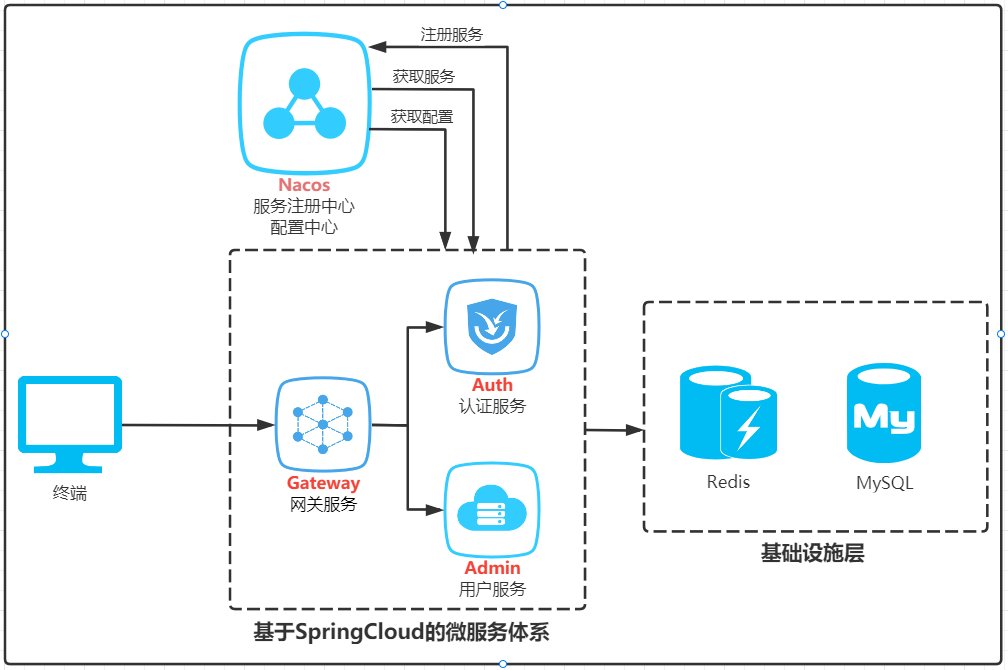 注册服务
获取服务
获取配置
Nacos
服务注册中心
配置中心
Auth
认证服务
终端
Gateway
网关服务
Admin
用户服务
基于SpringCloud的微服务体系
My
Redis
MySQL
基础设施层